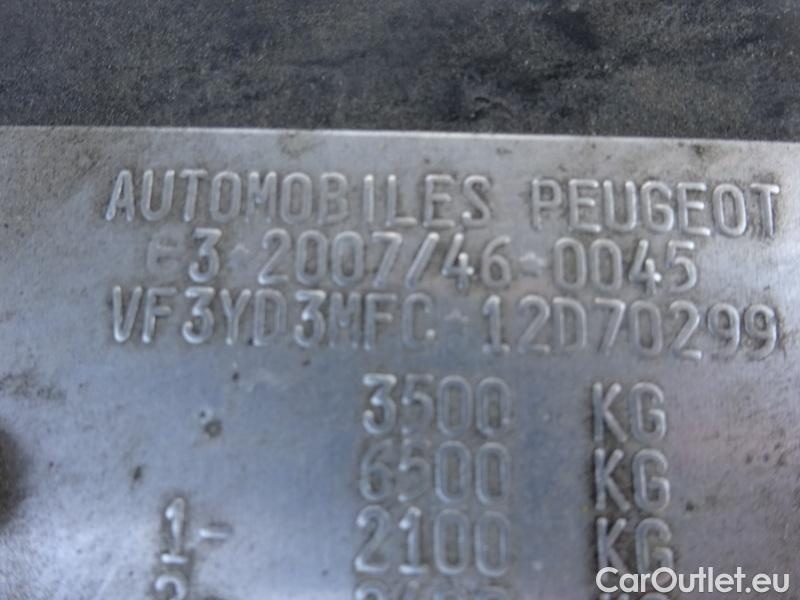 AUTOMOBILES PEUGEOT
e3*2007/46*0045
VF3YD3MFC 12D70299
3500 KG
6500 KG
1- 2100 KG
CarOutlet.eu